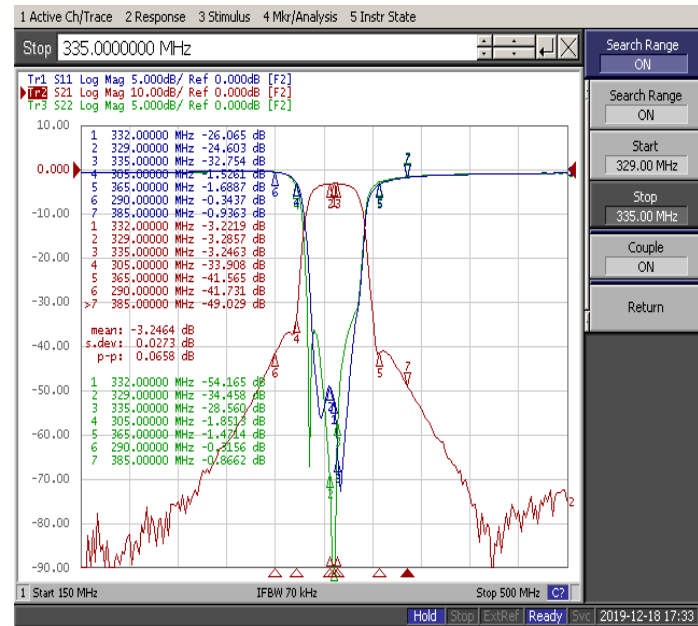 1 Active Ch/Trace 2 Response 3 Stimulus 4 Mkr/Analysis 5 Instr State
Stop 335.0000000 MHz
Tr1 S11 Log Mag 5.000dB/ Ref 0.000dB [F2]
Tr2 S21 Log Mag 10.00dB/ Ref 0.000dB [F2]
Tr3 S22 Log Mag 5.000dB/ Ref 0.000dB [F2]
10.00
0.000
-10.00
-20.00
-30.00
-40.00
-50.00
-60.00
-70.00
-80.00
-90.00
1 332.00000 MHz -26.065 dB
2 329.00000 MHz -24.603 dB
3 335.00000 MHz -32.754 dB
4 305.00000 MHz -1.5261 dB
5 365.00000 MHz -1.6887 dB
6 290.00000 MHz -0.3437 dB
7 385.00000 MHz -0.9363 dB
1 332.00000 MHz -3.2219 dB
2 329.00000 MHz -3.2857 dB
3 335.00000 MHz -3.2463 dB
4 305.00000 MHz -33.908 dB
5 365.00000 MHz -41.565 dB
6 290.00000 MHz -41.731 dB
>7 385.00000 MHz -49.029 dB
mean: -3.2464 dB
s.dev: 0.0273 dB
p-p: 0.0658 dB
1 332.00000 MHz -54.165 dB
2 329.00000 MHz -34.458 dB
3 335.00000 MHz -28.560 dB
4 305.00000 MHz -1.8513 dB
5 365.00000 MHz -1.4714 dB
6 290.00000 MHz -0.3156 dB
7 385.00000 MHz -0.8662 dB
7
6
4
5
4
6
5
7
2
2
1 Start 150 MHz
IFBW 70 kHz
Stop 500 MHz C?
Search Range
ON
Search Range
ON
Start
329.00 MHz
Stop
335.00 MHz
Couple
ON
Return
Hold Stop ExtRef Ready Svc 2019-12-18 17:33